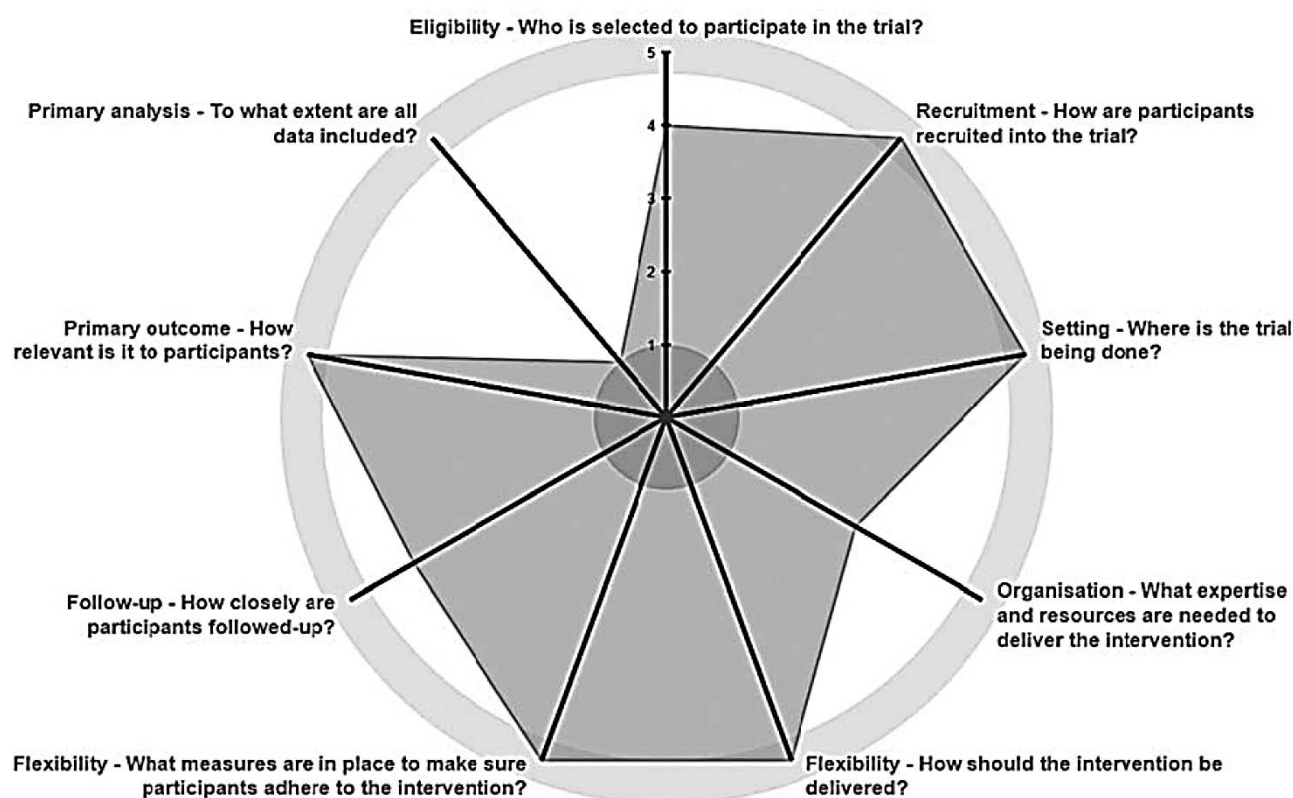 Eligibility - Who is selected to participate in the trial?
5
Primary analysis - To what extent are all
data included?
Recruitment - How are participants
recruited into the trial?
4
3
2
1
Primary outcome - How
relevant is it to participants?
Setting - Where is the trial
being done?
Follow-up - How closely are
participants followed-up?
Organisation - What expertise
and resources are needed to
deliver the intervention?
Flexibility - What measures are in place to make sure
participants adhere to the intervention?
Flexibility - How should the intervention be
delivered?